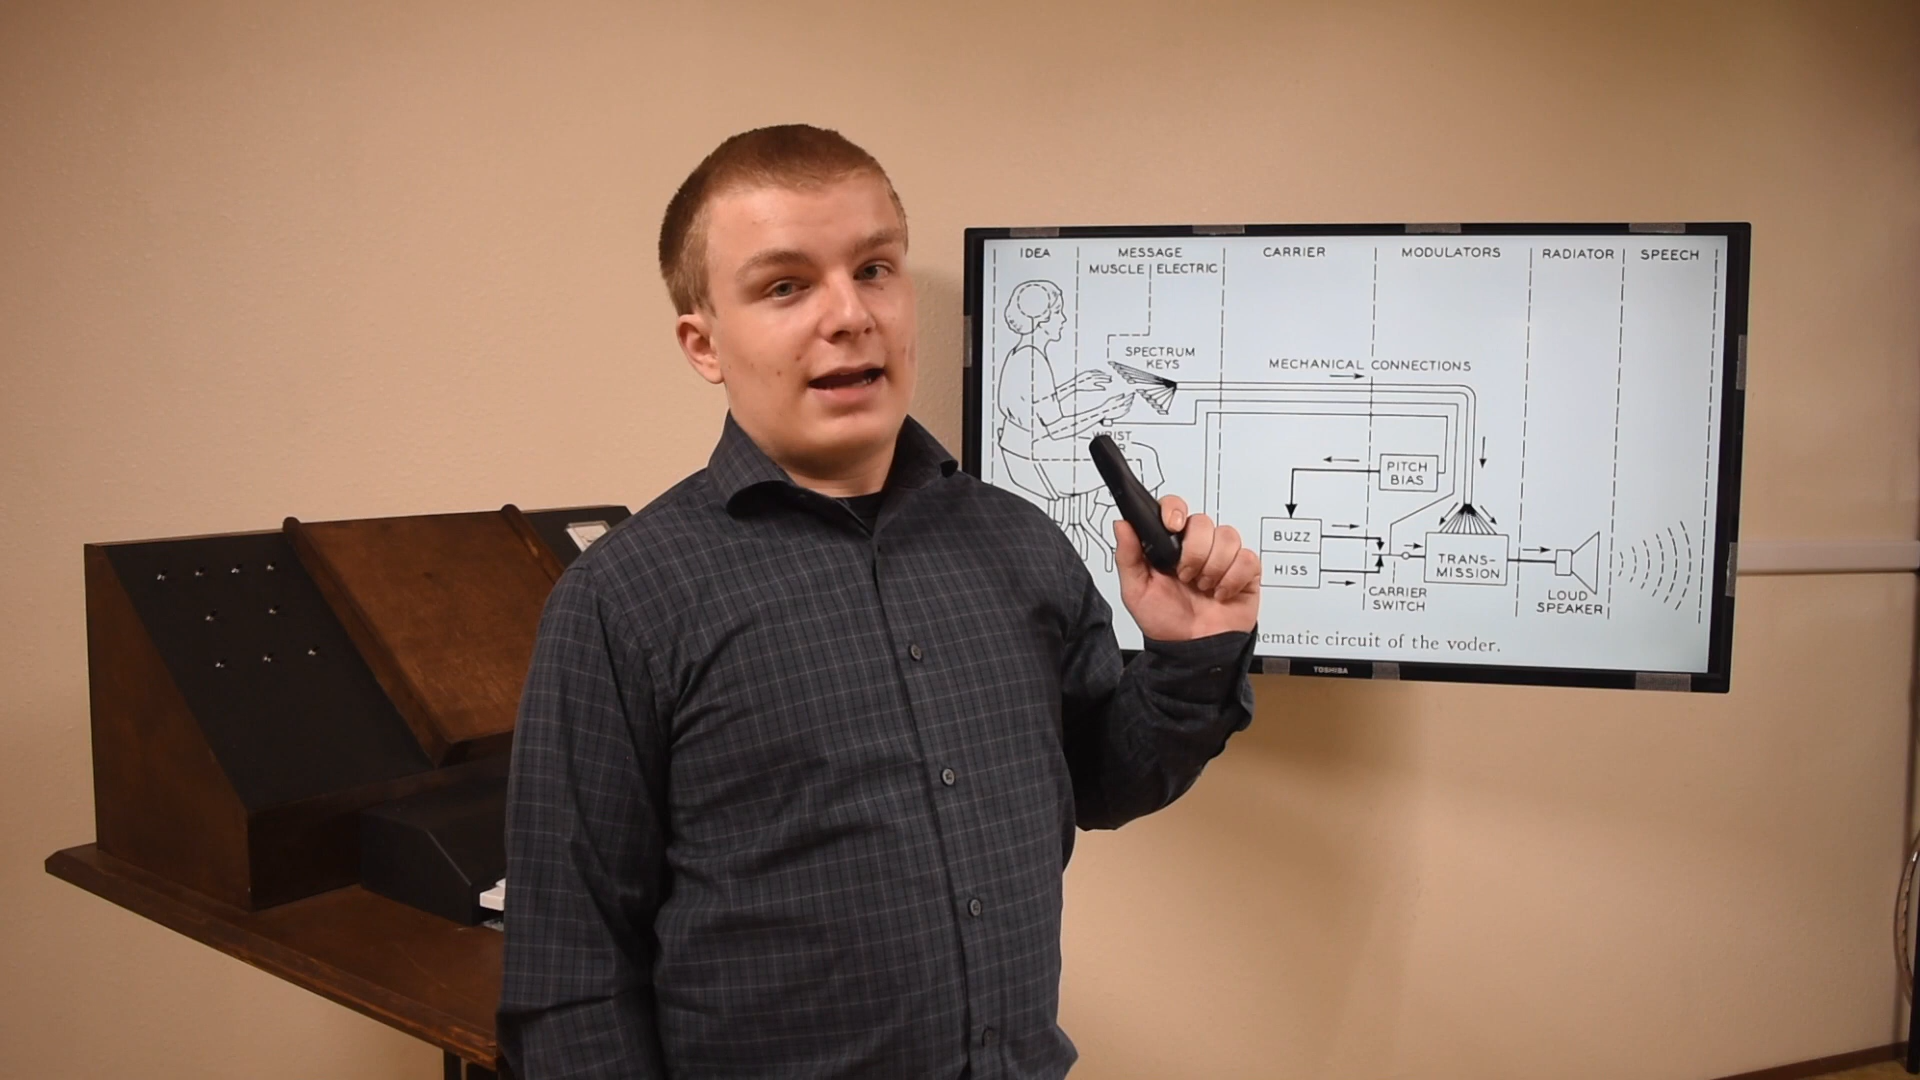 IDEA
MESSAGE
MUSCLE ELECTRIC
CARRIER
MODULATORS
RADIATOR
SPEECH
SPECTRUM
KEYS
MECHANICAL CONNECTIONS
PITCH
BIAS
BUZZ
HISS
CARRIER
SWITCH
TRANS-
MISSION
LOUD
SPEAKER
circuit of the voder.
TOSHIBA